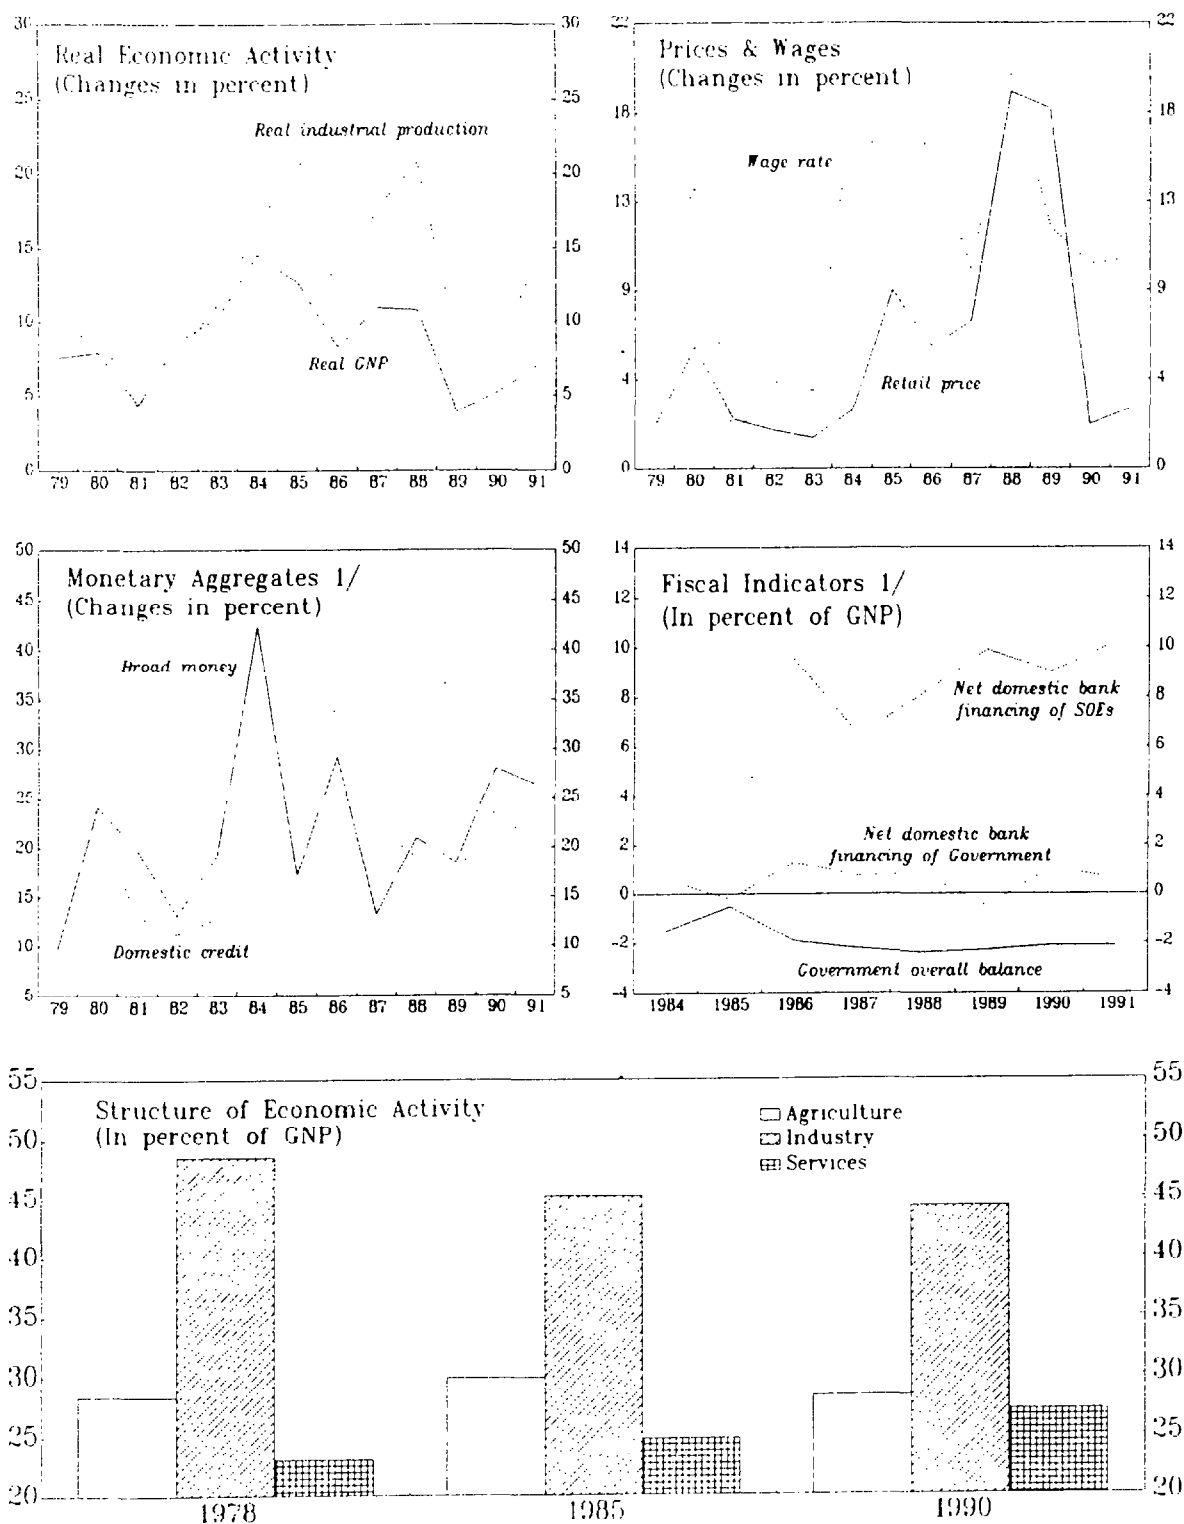 30 30
Real Economic Activity
(Changes in percent)
25 25
Real industrial production
20 20
15 15
10 10
Real GNP
5 5
0 0
79 80 81 82 83 84 85 86 87 88 89 90 91
22 22
Prices & Wages
(Changes in percent)
18 18
Wage rate
13 13
9 9
Retail price
4 4
0 0
79 80 81 82 83 84 85 86 87 88 89 90 91
50 50
Monetary Aggregates 1/
(Changes in percent)
45 45
40 40
Broad money
35 35
30 30
25 25
20 20
15 15
Domestic credit
10 10
5 5
79 80 81 82 83 84 85 86 87 88 89 90 91
14 14
Fiscal Indicators 1/
(In percent of GNP)
12 12
10 10
Net domestic bank
financing of SOEs
8 8
6 6
4 4
Net domestic bank
financing of Government
2 2
0 0
-2 -2
Government overall balance
-4 -4
1984 1985 1986 1987 1988 1989 1990 1991
55 55
Structure of Economic Activity
(In percent of GNP)
Agriculture
Industry
Services
50 50
45 45
40 40
35 35
30 30
25 25
20 20
1978 1985 1990